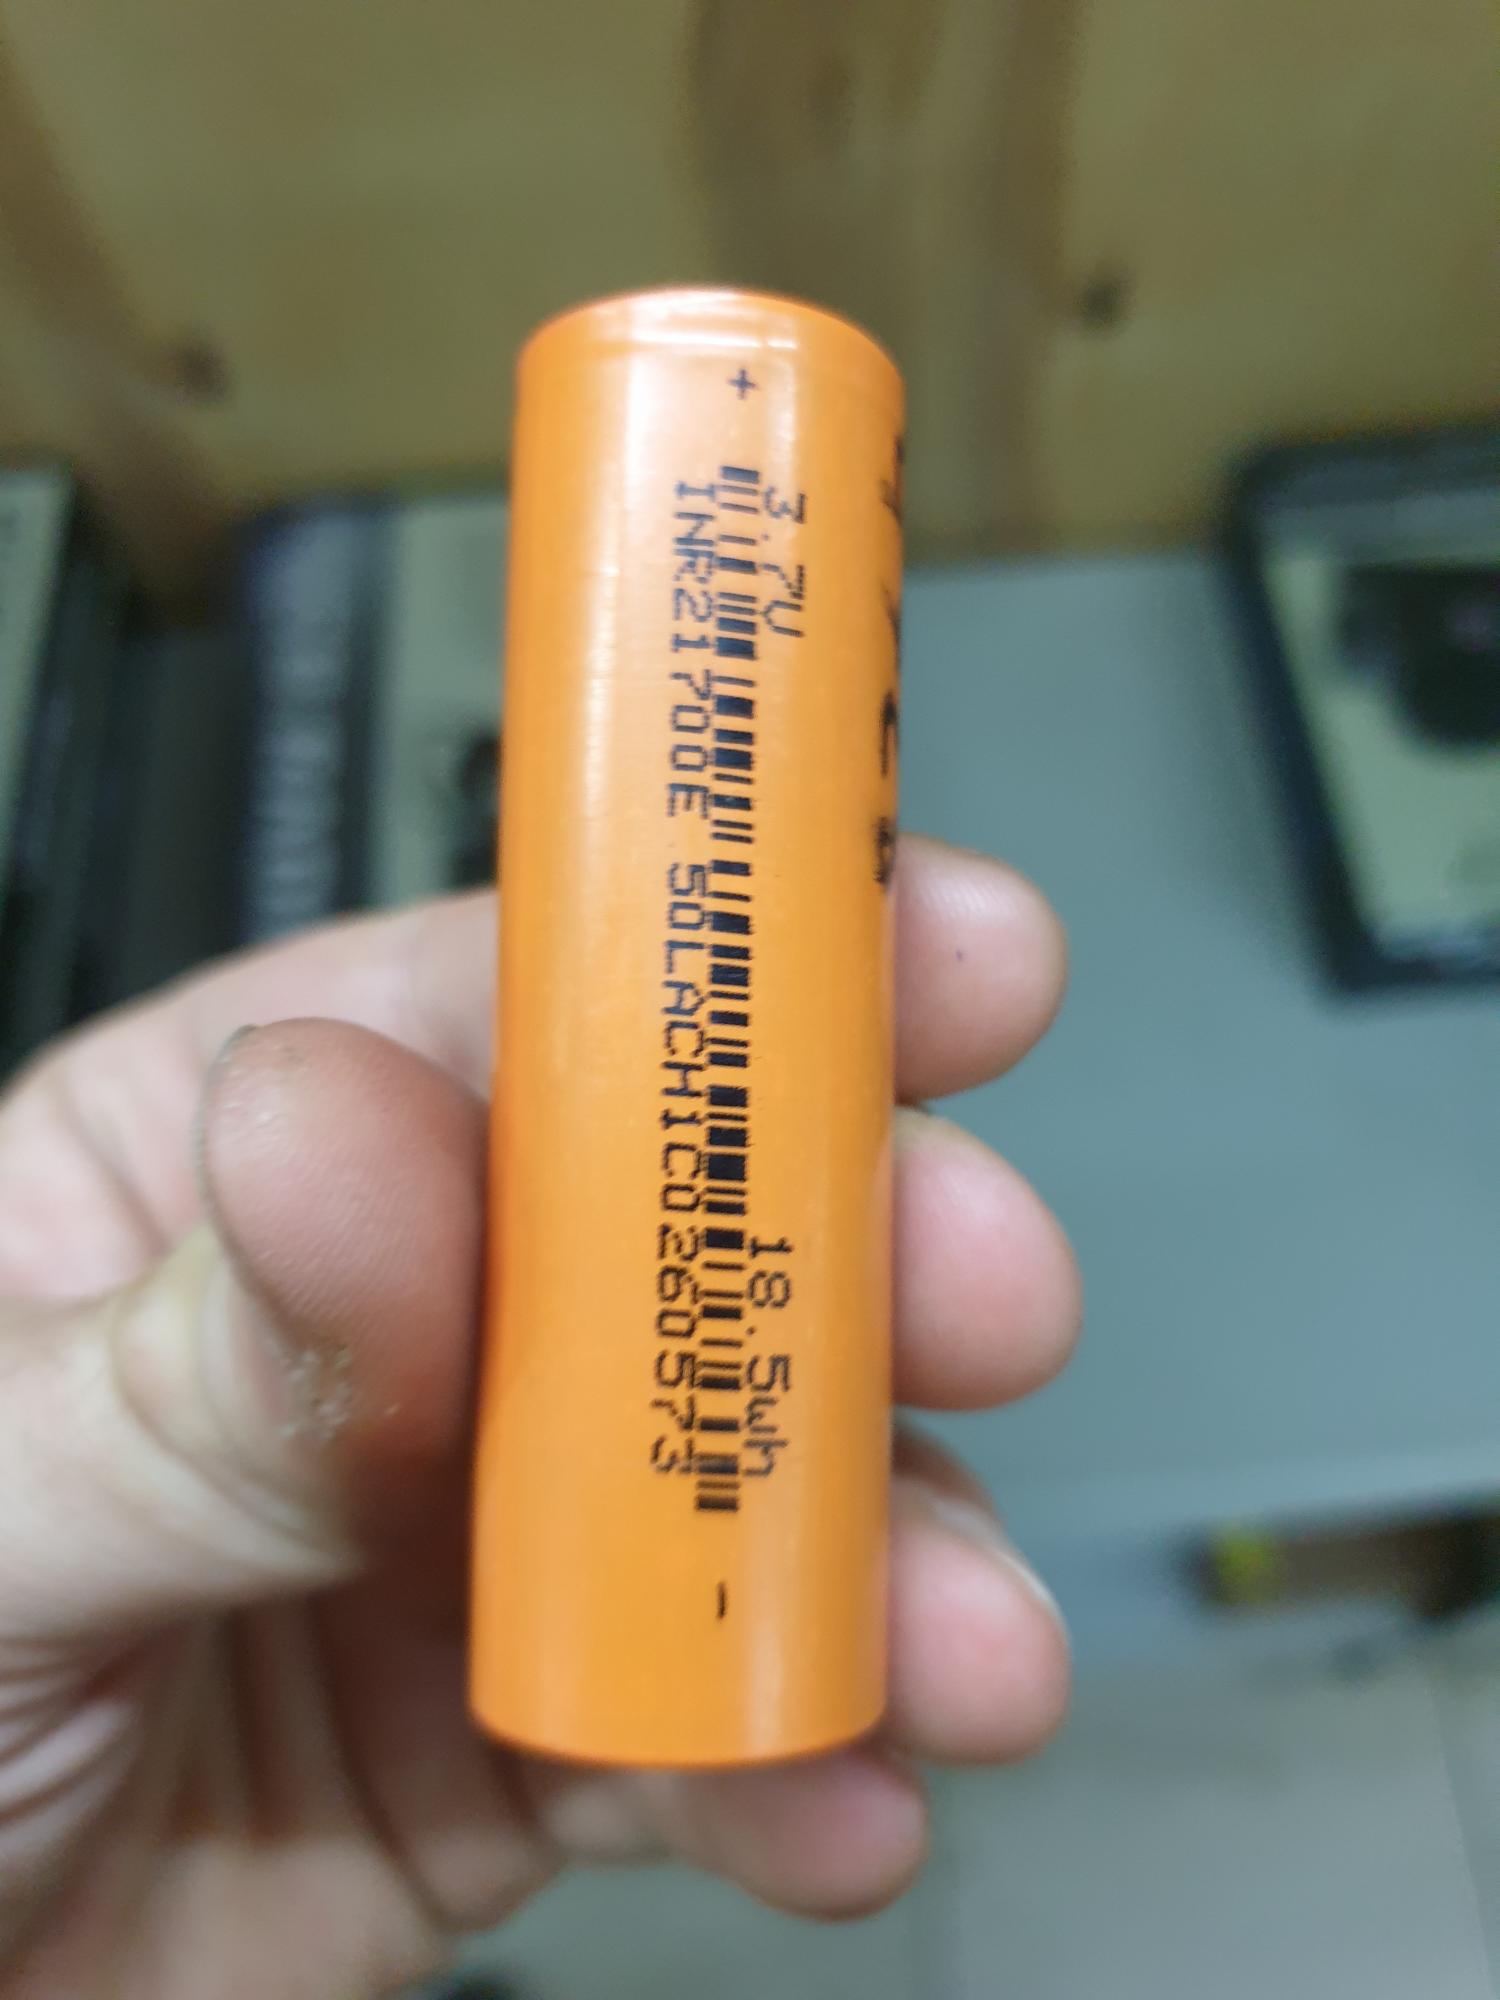 +
3.7V 18.5Wh
INR21700E 50LACH1C0260573
-